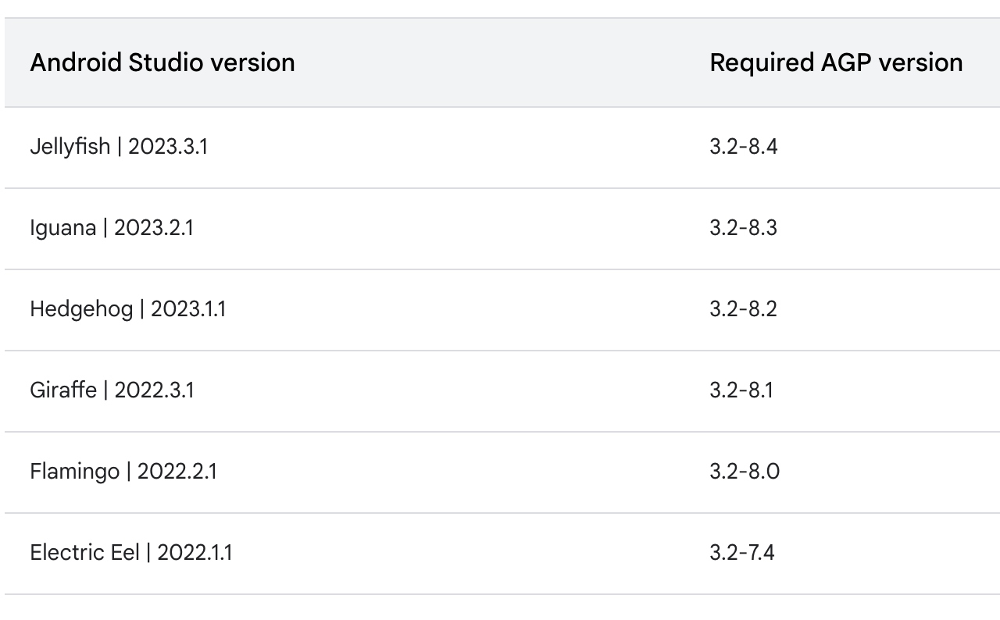 Android Studio version Required AGP version
Jellyfish | 2023.3.1 3.2-8.4
Iguana | 2023.2.1 3.2-8.3
Hedgehog | 2023.1.1 3.2-8.2
Giraffe | 2022.3.1 3.2-8.1
Flamingo | 2022.2.1 3.2-8.0
Electric Eel | 2022.1.1 3.2-7.4